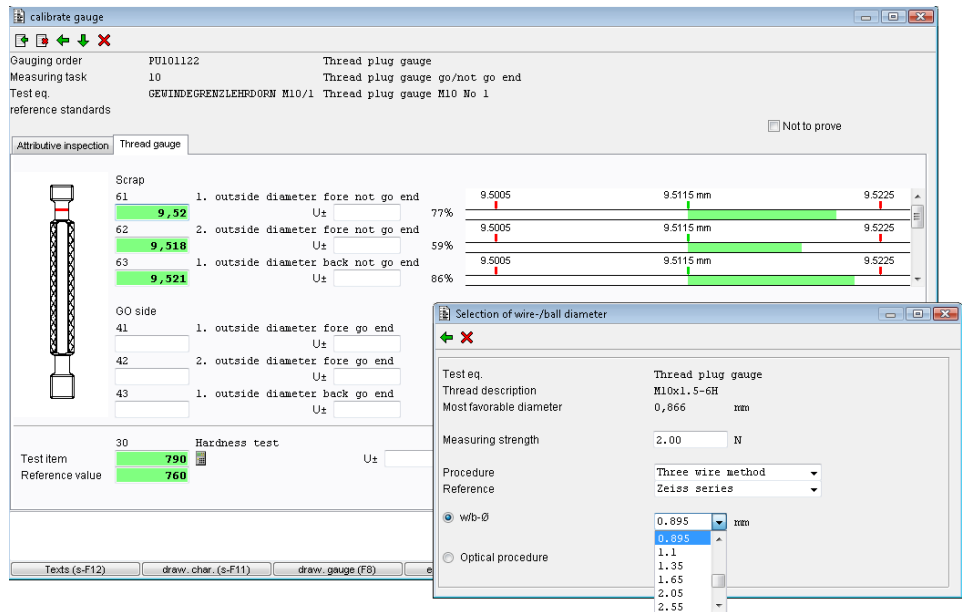 calibrate gauge
Gauging order PU101122 Thread plug gauge
Measuring task 10 Thread plug gauge go/not go end
Test eq. GEWINDEGRENZLEHRDORN M10/1 Thread plug gauge M10 No 1
reference standards
Not to prove
Attributive inspection Thread gauge
Scrap
61 1. outside diameter fore not go end 9.5005 9.5115 mm 9.5225
9,52 U± 77%
62 2. outside diameter fore not go end 9.5005 9.5115 mm 9.5225
9,518 U± 59%
63 1. outside diameter back not go end 9.5005 9.5115 mm 9.5225
9,521 U± 86%
GO side
41 1. outside diameter fore go end
U±
42 2. outside diameter fore go end
U±
43 1. outside diameter back go end
U±
30 Hardness test
Test item 790 U±
Reference value 760
Texts (s-F12) draw. char. (s-F11) draw. gauge (F8) e
Selection of wire-/ball diameter
Test eq. Thread plug gauge
Thread description M10x1.5-6H
Most favorable diameter 0,866 mm
Measuring strength 2.00 N
Procedure Three wire method
Reference Zeiss series
w/b-Ø 0.895 mm
0.895
1.1
Optical procedure
1.35
1.65
2.05
2.55